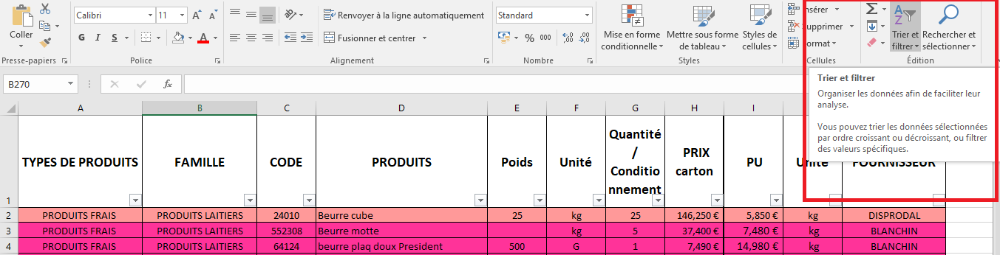 Calibri 11 A A Renvoyer à la ligne automatiquement Standard Insérer Σ
Coller G I S A Fusionner et centrer % 000 Mise en forme conditionnelle Mettre sous forme de tableau Styles de cellules Supprimer Format Trier et filtrer Rechercher et sélectionner
Presse-papiers Police Alignement Nombre Styles Cellules Édition
B270 fx
Trier et filtrer
Organiser les données afin de faciliter leur
analyse.
Vous pouvez trier les données sélectionnées
par ordre croissant ou décroissant, ou filtrer
des valeurs spécifiques.
A B C D E F G H I
1 TYPES DE PRODUITS FAMILLE CODE PRODUITS Poids Unité Quantité / Conditio nnement PRIX carton PU Unité FOURNISSEUR
2 PRODUITS FRAIS PRODUITS LAITIERS 24010 Beurre cube 25 kg 25 146,250 € 5,850 € kg DISPRODAL
3 PRODUITS FRAIS PRODUITS LAITIERS 552308 Beurre motte kg 5 37,400 € 7,480 € kg BLANCHIN
4 PRODUITS FRAIS PRODUITS LAITIERS 64124 beurre plaq doux President 500 G 1 7,490 € 14,980 € kg BLANCHIN